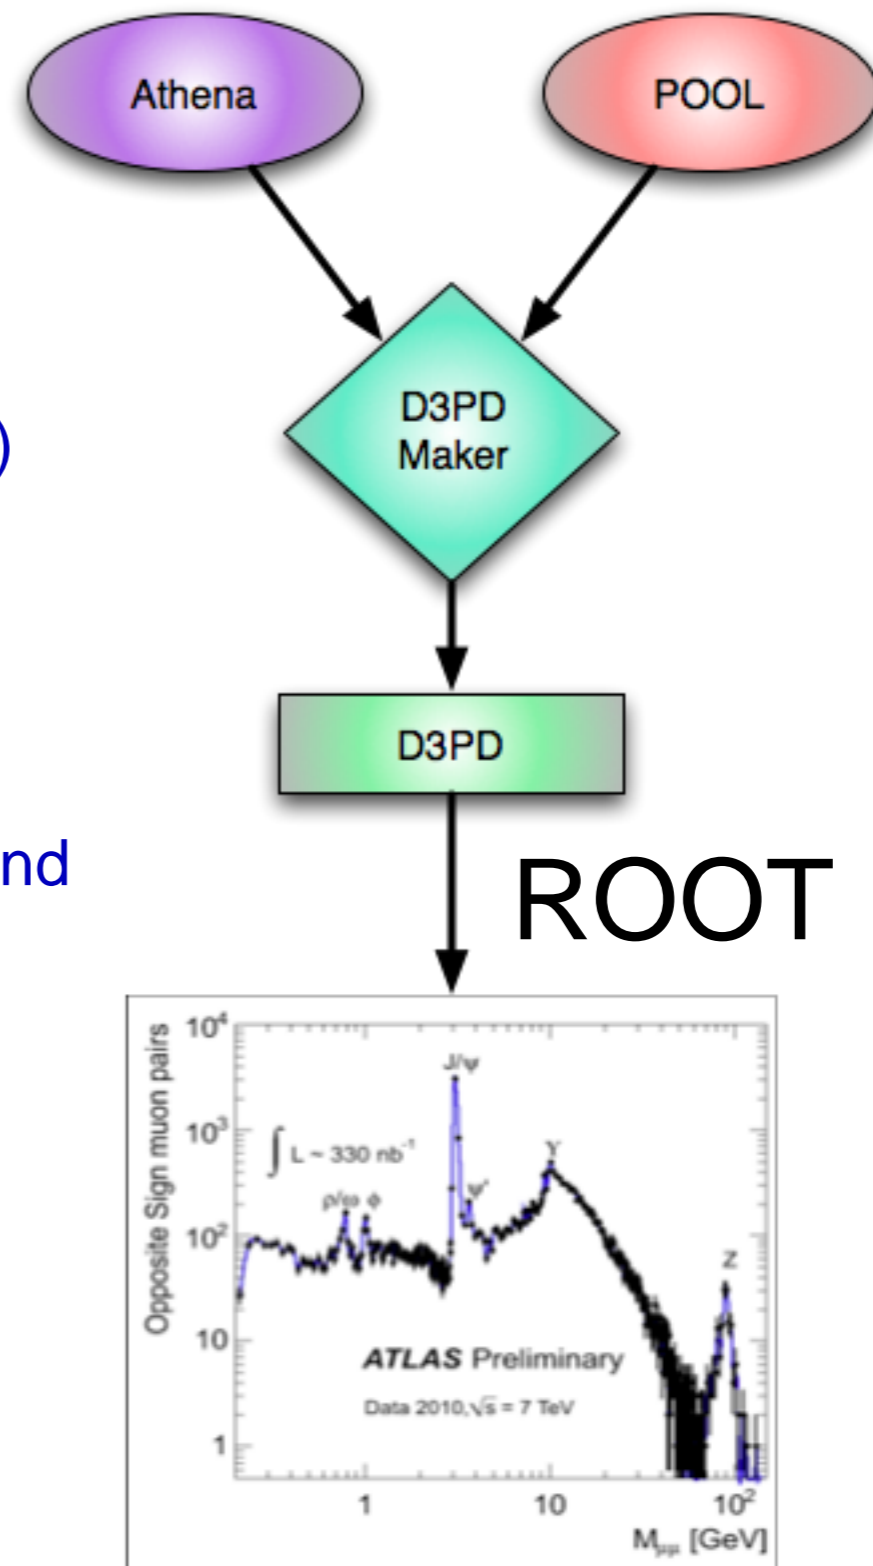 Athena
POOL
D3PD
Maker
)
D3PD
nd
ROOT
Opposite Sign muon pairs
10⁴
10³
10²
10
1
J/ψ
∫ L ~ 330 nb⁻¹
ρ/ω φ
ψ'
Υ
Z
ATLAS Preliminary
Data 2010, √s = 7 TeV
1
10
10²
Mμμ [GeV]